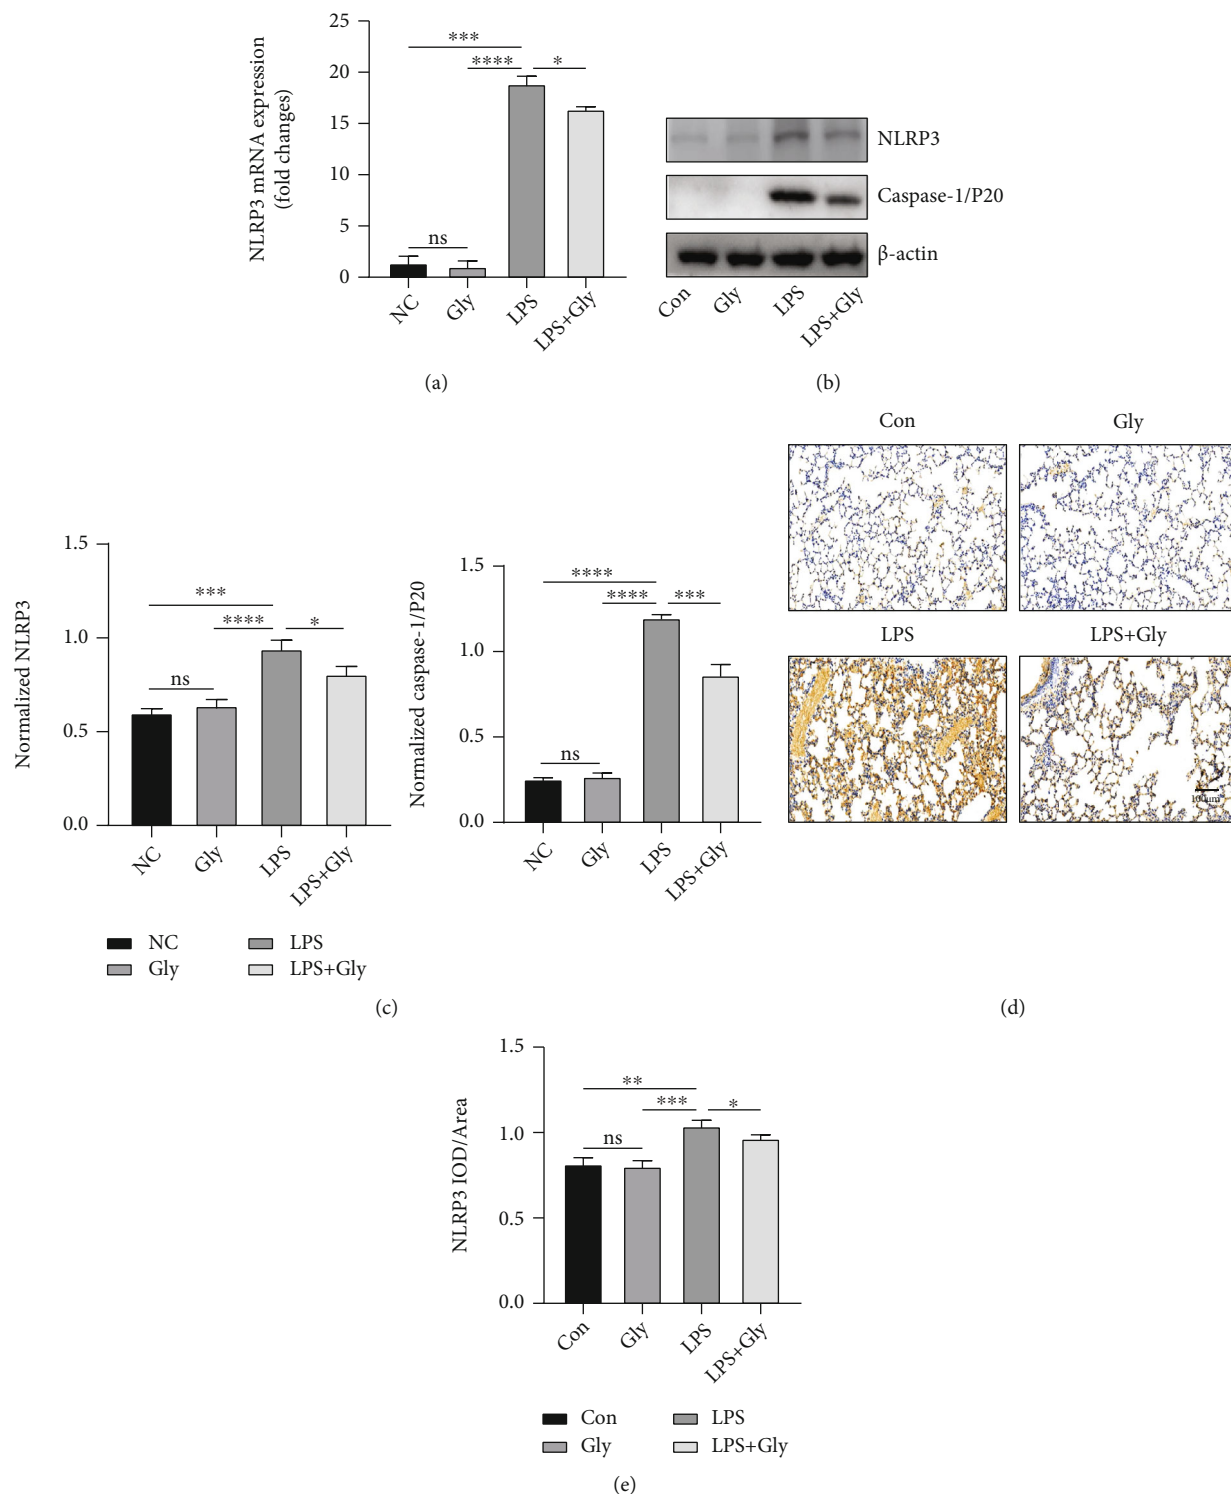 25
20
15
10
5
0
NLRP3 mRNA expression
(fold changes)
***
****
*
ns
NC
Gly
LPS
LPS+Gly
(a)
NLRP3
Caspase-1/P20
β-actin
Con
Gly
LPS
LPS+Gly
(b)
1.5
1.0
0.5
0.0
Normalized NLRP3
***
****
*
ns
NC
Gly
LPS
LPS+Gly
1.5
1.0
0.5
0.0
Normalized caspase-1/P20
****
****
***
ns
NC
Gly
LPS
LPS+Gly
NC
LPS
Gly
LPS+Gly
(c)
Con
Gly
LPS
LPS+Gly
100μm
(d)
1.5
1.0
0.5
0.0
NLRP3 IOD/Area
**
***
*
ns
Con
Gly
LPS
LPS+Gly
Con
LPS
Gly
LPS+Gly
(e)